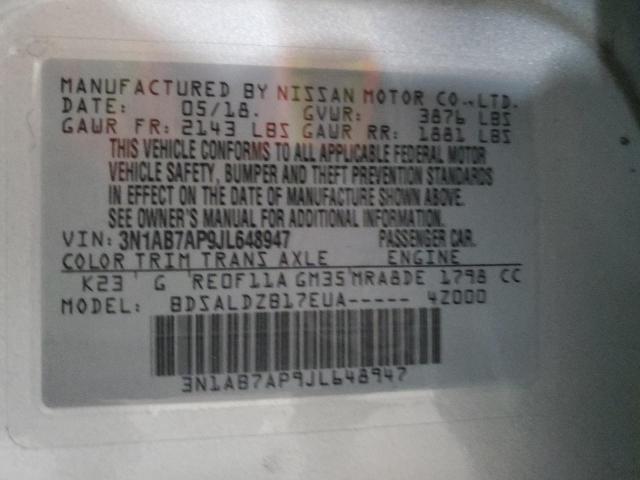 MANUFACTURED BY NISSAN MOTOR CO.,LTD.
DATE: 05/18. GVWR: 3876 LBS
GAWR FR: 2143 LBS GAWR RR: 1881 LBS
THIS VEHICLE CONFORMS TO ALL APPLICABLE FEDERAL MOTOR
VEHICLE SAFETY, BUMPER AND THEFT PREVENTION STANDARDS
IN EFFECT ON THE DATE OF MANUFACTURE SHOWN ABOVE.
SEE OWNER'S MANUAL FOR ADDITIONAL INFORMATION.
VIN: 3N1AB7AP9JL648947 PASSENGER CAR.
COLOR TRIM TRANS AXLE ENGINE
K23 G RE0F11A GM35 MRA8DE 1798 CC
MODEL: BDSALDZB17EUA----- 4Z000
3N1AB7AP9JL648947